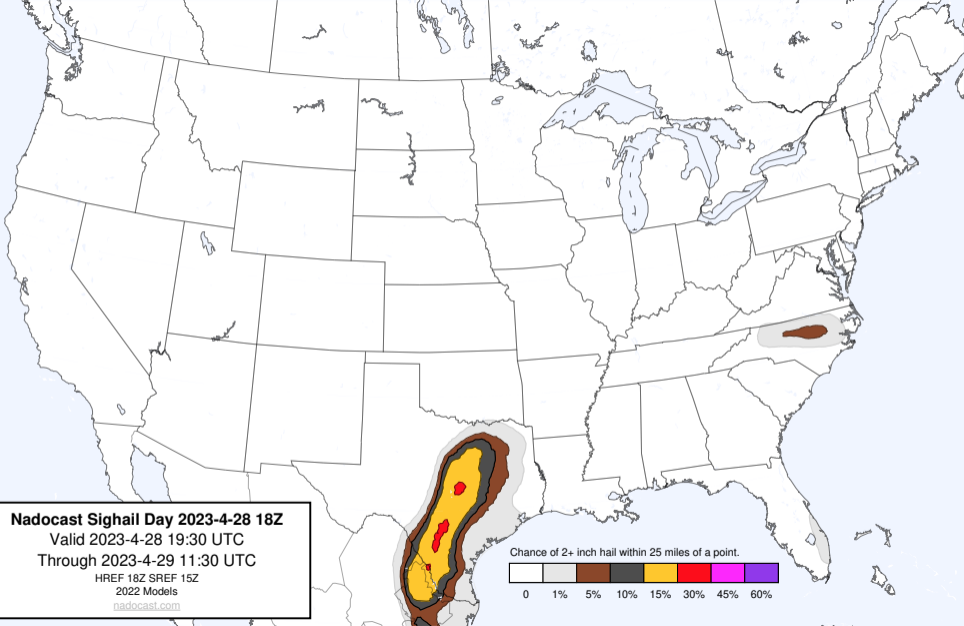 Nadocast Sighail Day 2023-4-28 18Z
Valid 2023-4-28 19:30 UTC
Through 2023-4-29 11:30 UTC
HREF 18Z SREF 15Z
2022 Models
nadocast.com
Chance of 2+ inch hail within 25 miles of a point.
0 1% 5% 10% 15% 30% 45% 60%